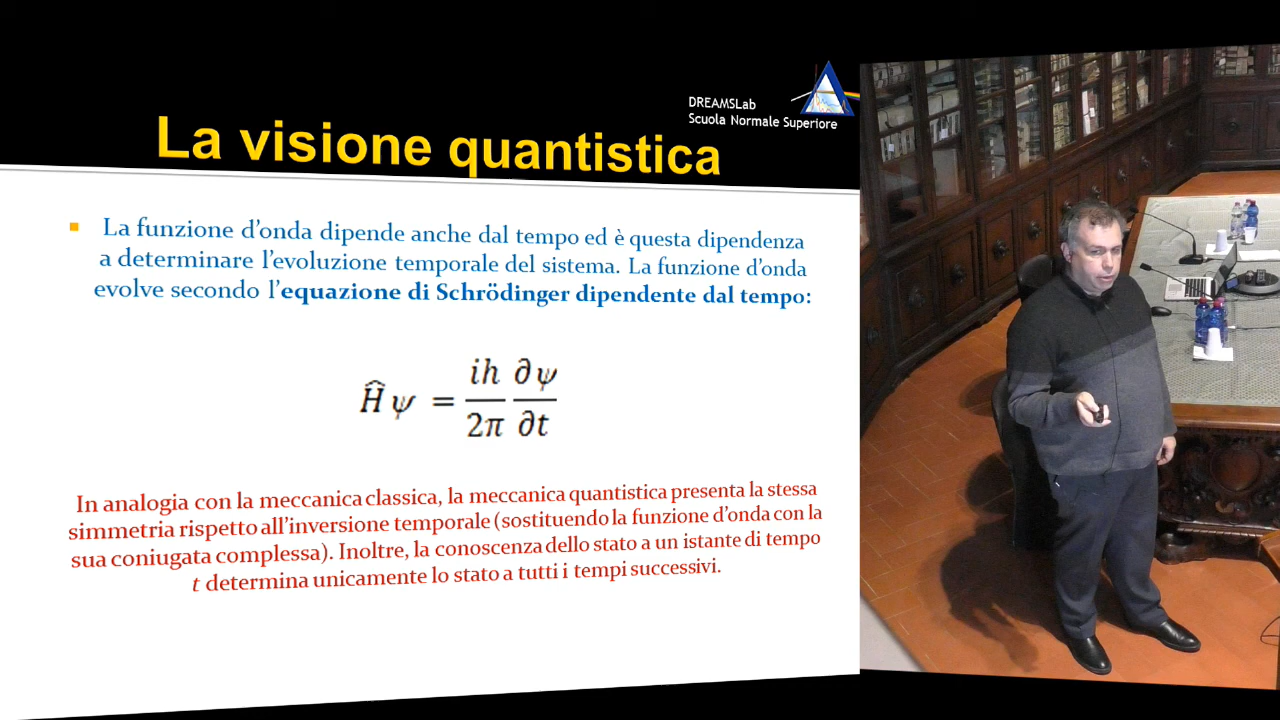 DREAMSLab
Scuola Normale Superiore
La visione quantistica
La funzione d'onda dipende anche dal tempo ed è questa dipendenza
a determinare l'evoluzione temporale del sistema. La funzione d'onda
evolve secondo l'equazione di Schrödinger dipendente dal tempo:
Ĥψ = ih/2π ∂ψ/∂t
In analogia con la meccanica classica, la meccanica quantistica presenta la stessa
simmetria rispetto all'inversione temporale (sostituendo la funzione d'onda con la
sua coniugata complessa). Inoltre, la conoscenza dello stato a un istante di tempo
t determina unicamente lo stato a tutti i tempi successivi.